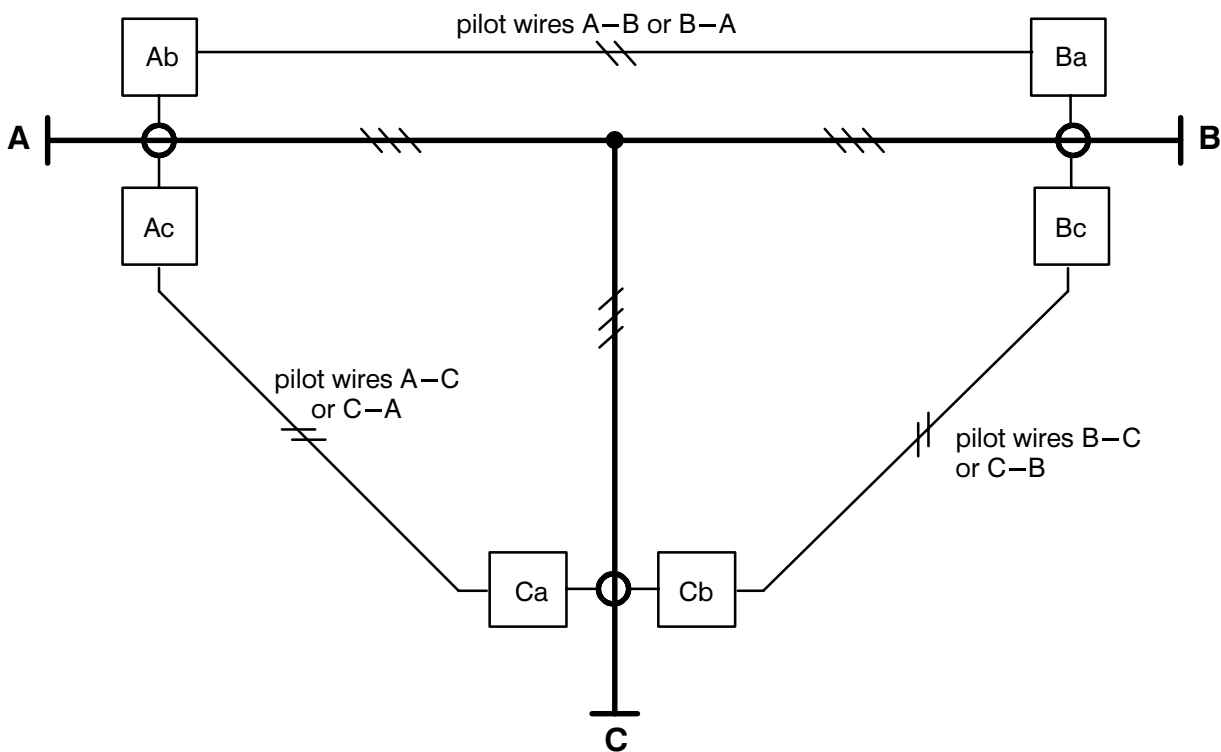 pilot wires A–B or B–A
Ab
Ba
A
B
Ac
Bc
pilot wires A–C
or C–A
pilot wires B–C
or C–B
Ca
Cb
C